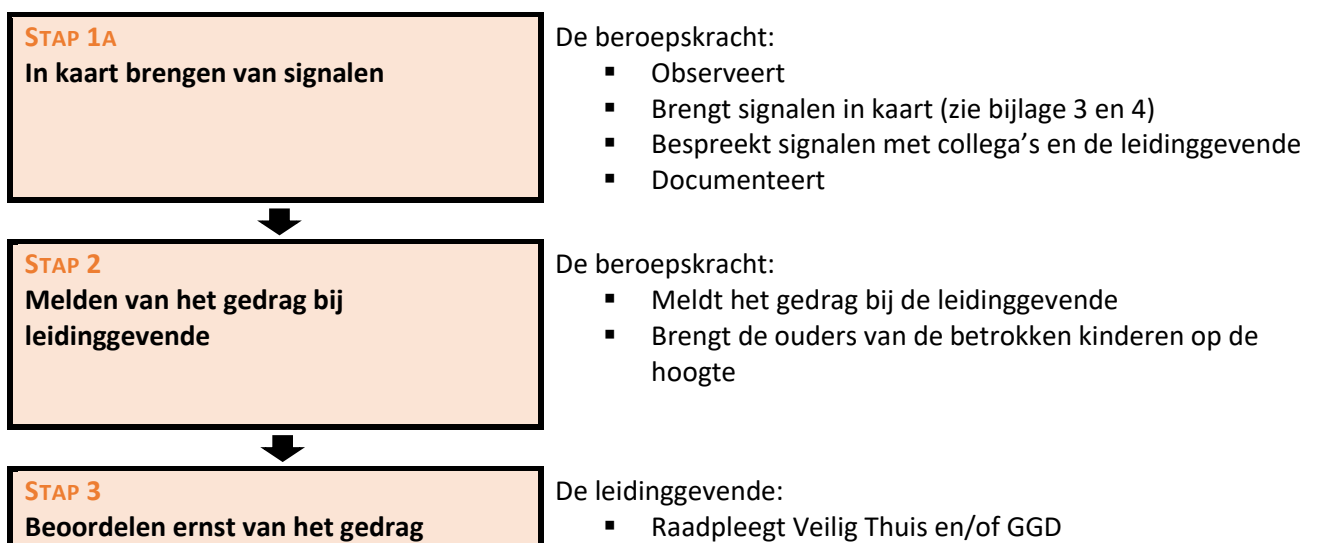 STAP 1A
In kaart brengen van signalen
De beroepskracht:
▪ Observeert
▪ Brengt signalen in kaart (zie bijlage 3 en 4)
▪ Bespreekt signalen met collega’s en de leidinggevende
▪ Documenteert
STAP 2
Melden van het gedrag bij
leidinggevende
De beroepskracht:
▪ Meldt het gedrag bij de leidinggevende
▪ Brengt de ouders van de betrokken kinderen op de
hoogte
STAP 3
Beoordelen ernst van het gedrag
De leidinggevende:
▪ Raadpleegt Veilig Thuis en/of GGD